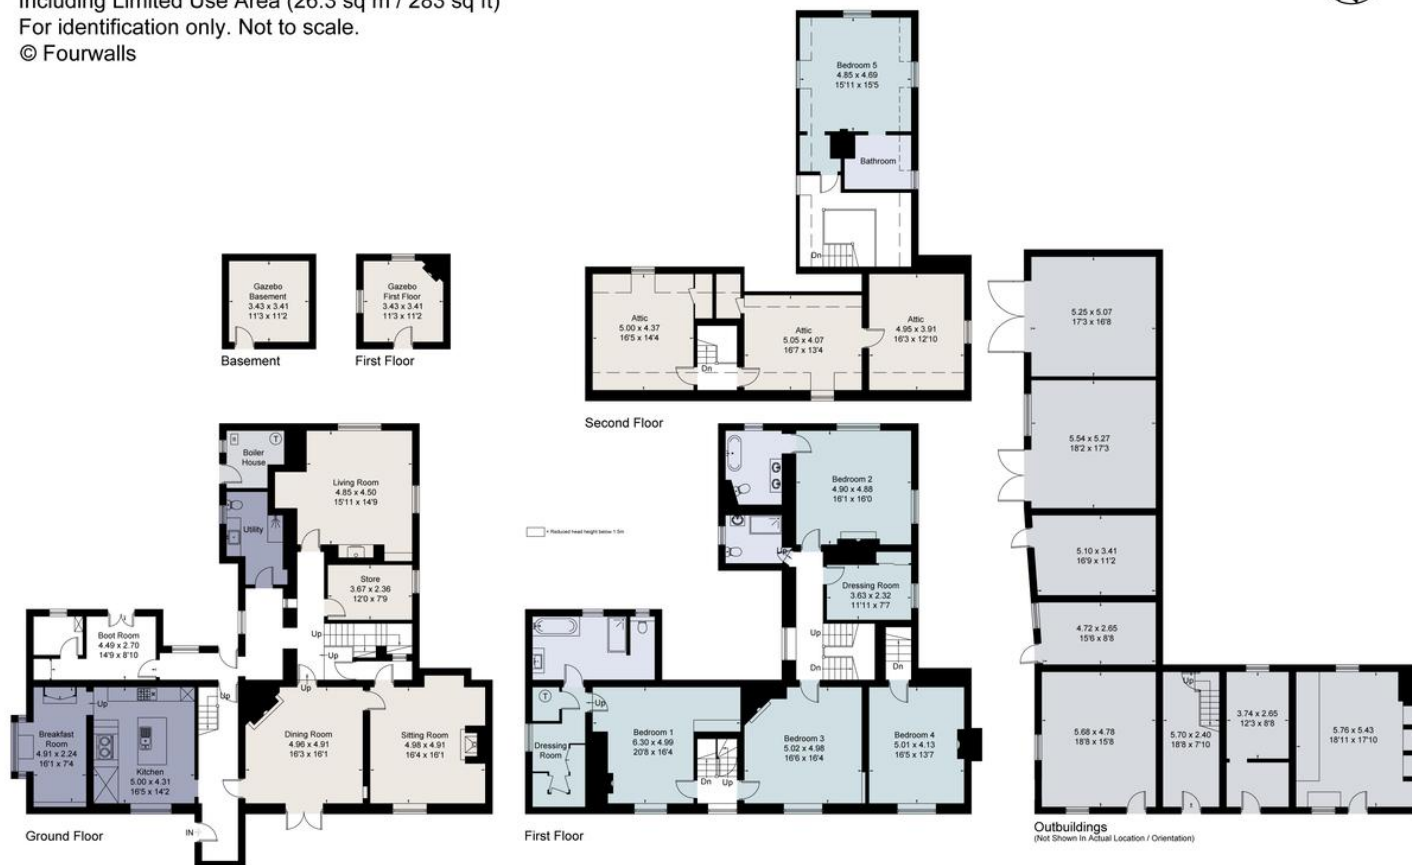 Including Limited Use Area (26.3 sq m / 283 sq ft)
For identification only. Not to scale.
© Fourwalls
Bedroom 5
4.85 x 4.69
15'11 x 15'5
Bathroom
Dn
Gazebo
Basement
3.43 x 3.41
11'3 x 11'2
Basement
Gazebo
First Floor
3.43 x 3.41
11'3 x 11'2
First Floor
Attic
5.00 x 4.37
16'5 x 14'4
Dn
Attic
5.05 x 4.07
16'7 x 13'4
Attic
4.95 x 3.91
16'3 x 12'10
Second Floor
Boiler
House
T
Living Room
4.85 x 4.50
15'11 x 14'9
Utility
Store
3.67 x 2.36
12'0 x 7'9
Up
Up
Up
Boot Room
4.49 x 2.70
14'9 x 8'10
Up
Up
Breakfast
Room
4.91 x 2.24
16'1 x 7'4
Kitchen
5.00 x 4.31
16'5 x 14'2
Dining Room
4.96 x 4.91
16'3 x 16'1
Sitting Room
4.98 x 4.91
16'4 x 16'1
IN
Ground Floor
= Reduced head height below 1.5m
Bedroom 2
4.90 x 4.88
16'1 x 16'0
Up
Dressing Room
3.63 x 2.32
11'11 x 7'7
Up
Dn
Dn
T
Up
Dressing
Room
Bedroom 1
6.30 x 4.99
20'8 x 16'4
Dn
Up
Bedroom 3
5.02 x 4.98
16'6 x 16'4
Bedroom 4
5.01 x 4.13
16'5 x 13'7
First Floor
5.25 x 5.07
17'3 x 16'8
5.54 x 5.27
18'2 x 17'3
5.10 x 3.41
16'9 x 11'2
4.72 x 2.65
15'6 x 8'8
5.68 x 4.78
18'8 x 15'8
Up
5.70 x 2.40
18'8 x 7'10
3.74 x 2.65
12'3 x 8'8
5.76 x 5.43
18'11 x 17'10
Outbuildings
(Not Shown In Actual Location / Orientation)